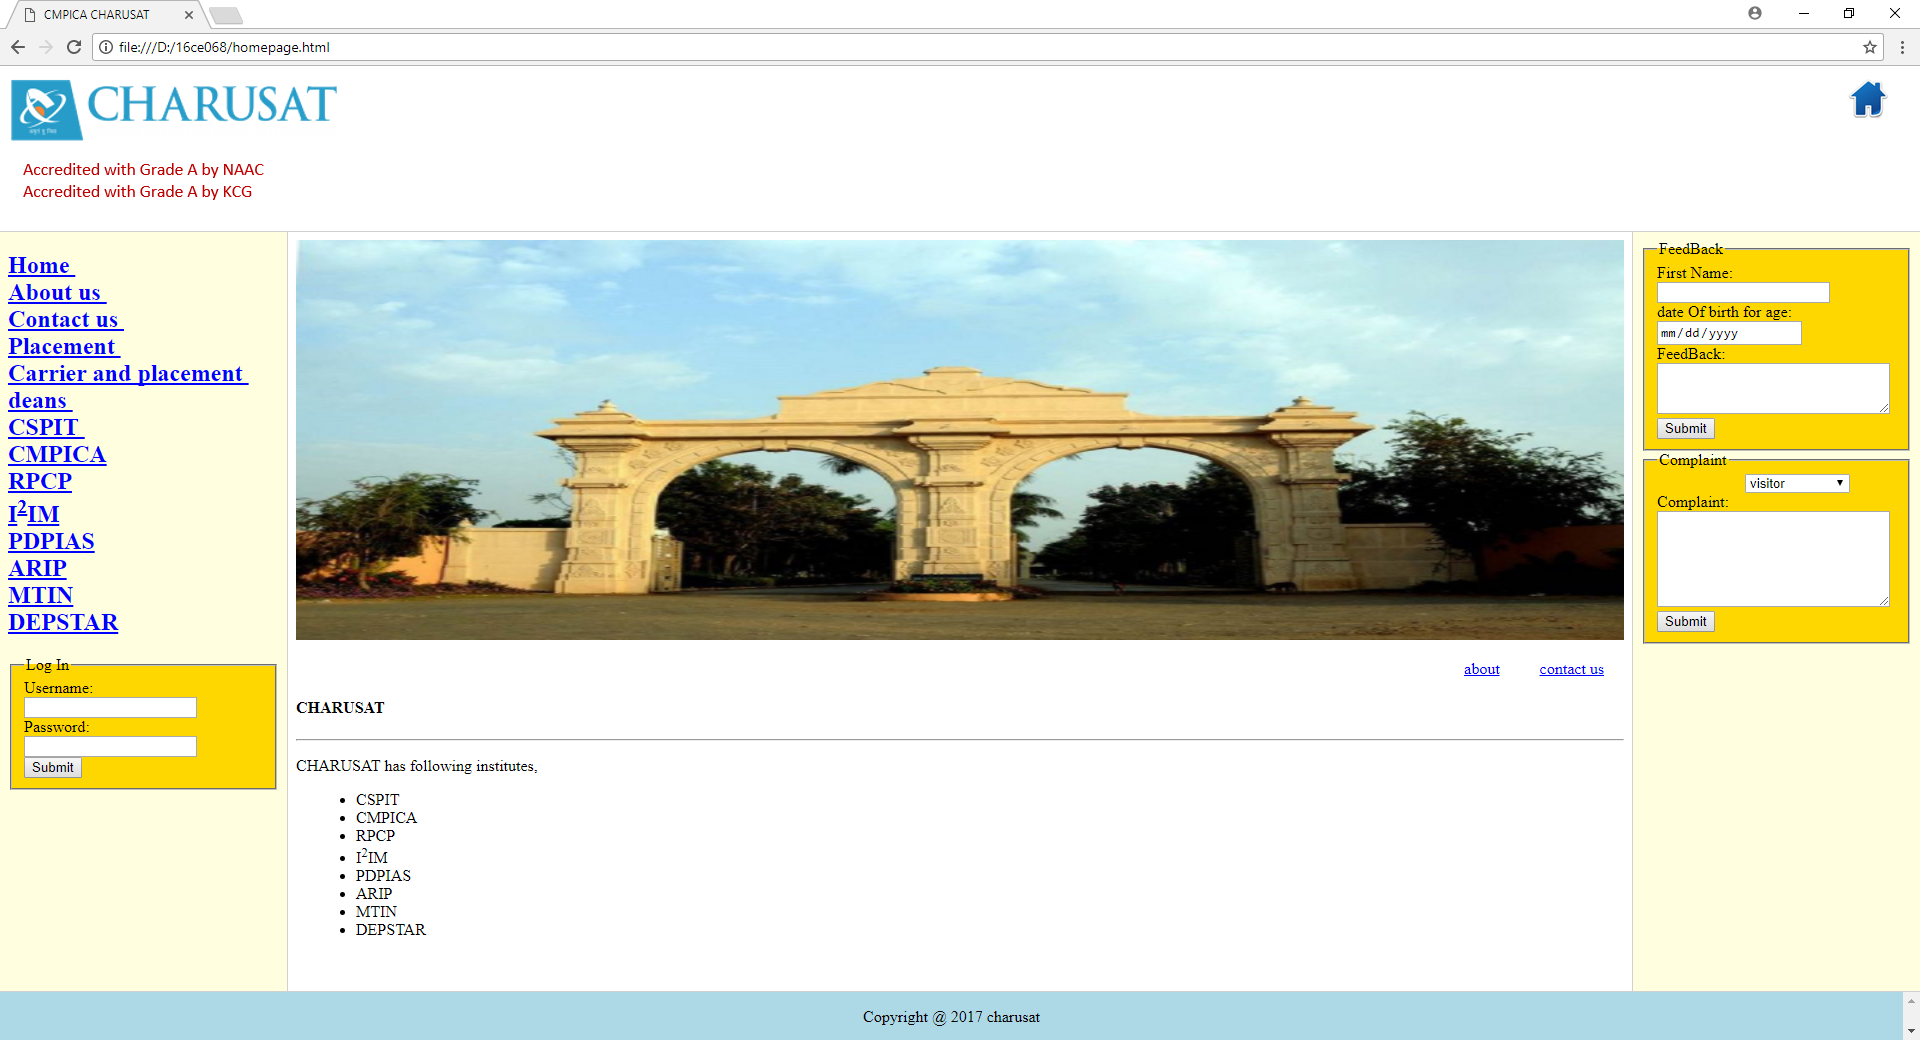 CMPICA CHARUSAT
file:///D:/16ce068/homepage.html
CHARUSAT
Accredited with Grade A by NAAC
Accredited with Grade A by KCG
Home
About us
Contact us
Placement
Carrier and placement
deans
CSPIT
CMPICA
RPCP
I²IM
PDPIAS
ARIP
MTIN
DEPSTAR
Log In
Username:
Password:
Submit
about contact us
CHARUSAT
CHARUSAT has following institutes,
• CSPIT
• CMPICA
• RPCP
• I²IM
• PDPIAS
• ARIP
• MTIN
• DEPSTAR
FeedBack
First Name:
date Of birth for age:
mm/dd/yyyy
FeedBack:
Submit
Complaint
visitor
Complaint:
Submit
Copyright @ 2017 charusat